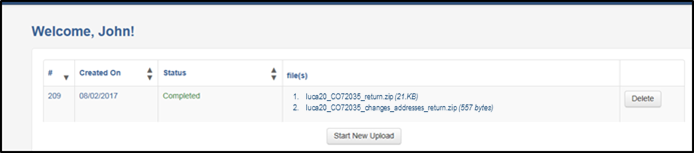 Welcome, John!
# Created On Status file(s)
209 08/02/2017 Completed 1. luca20_CO72035_return.zip (21.KB) Delete
2. luca20_CO72035_changes_addresses_return.zip (557 bytes)
Start New Upload